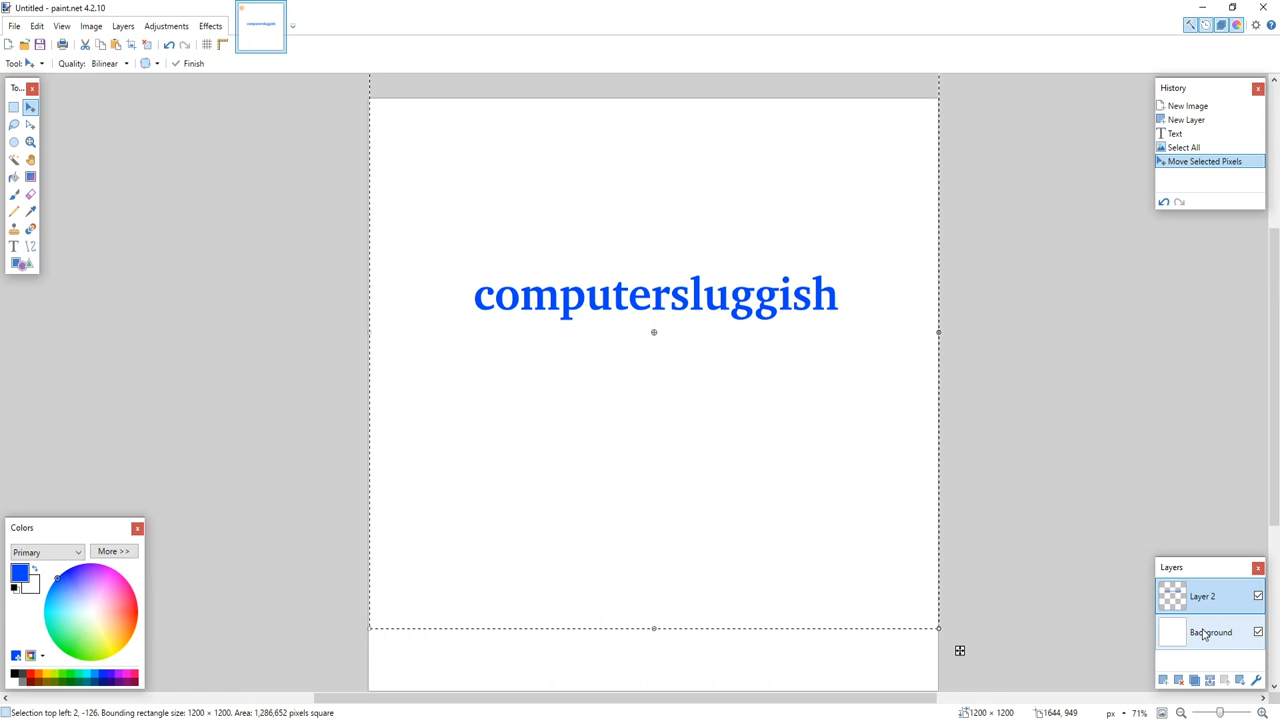 Untitled - paint.net 4.2.10
File Edit View Image Layers Adjustments Effects
computersluggish
Tool: Quality: Bilinear Finish
To...
History
New Image
New Layer
Text
Select All
Move Selected Pixels
computersluggish
Colors
Primary More >>
Layers
Layer 2
Background
Selection top left: 2, -126. Bounding rectangle size: 1200 × 1200. Area: 1,286,652 pixels square 1200 × 1200 1644, 949 px 71%